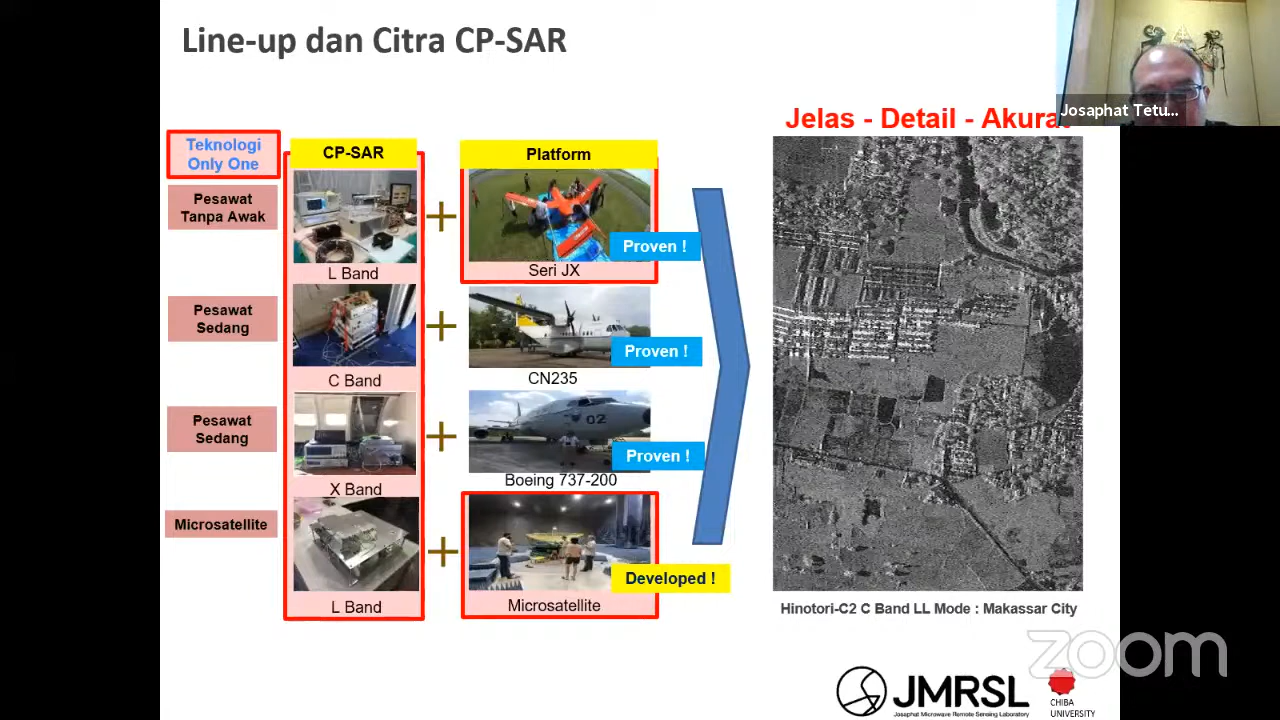 Line-up dan Citra CP-SAR
Josaphat Tetu...
Jelas - Detail - Akura
Teknologi
Only One
CP-SAR
Platform
Pesawat
Tanpa Awak
L Band
Proven !
Seri JX
Pesawat
Sedang
C Band
Proven !
CN235
Pesawat
Sedang
X Band
02
Proven !
Boeing 737-200
Microsatellite
L Band
Developed !
Microsatellite
Hinotori-C2 C Band LL Mode : Makassar City
zoom
JMRSL
Josaphat Microwave Remote Sensing Laboratory
CHIBA
UNIVERSITY